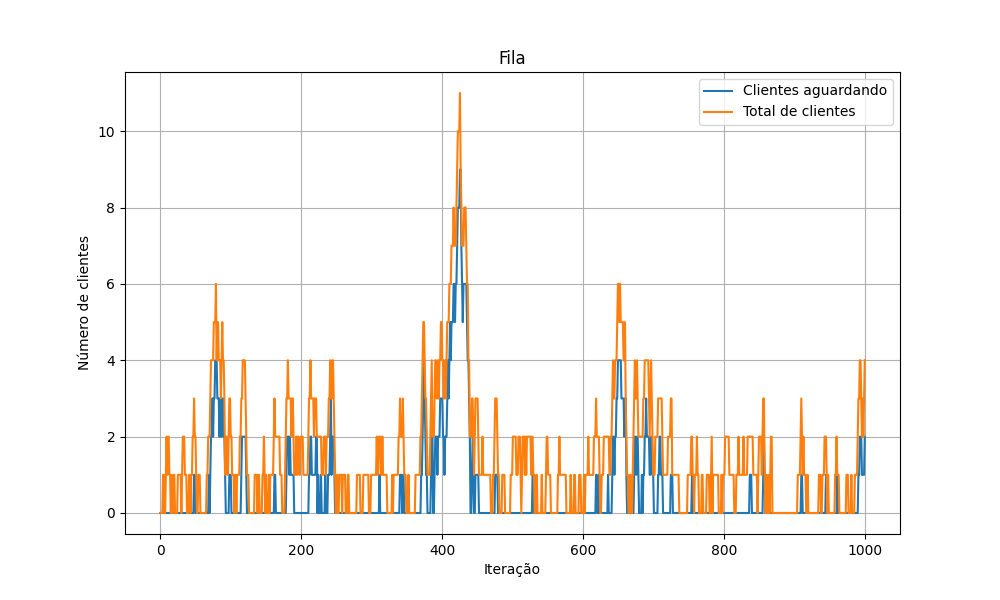 Fila
Clientes aguardando
Total de clientes
Número de clientes
10
8
6
4
2
0
0 200 400 600 800 1000
Iteração